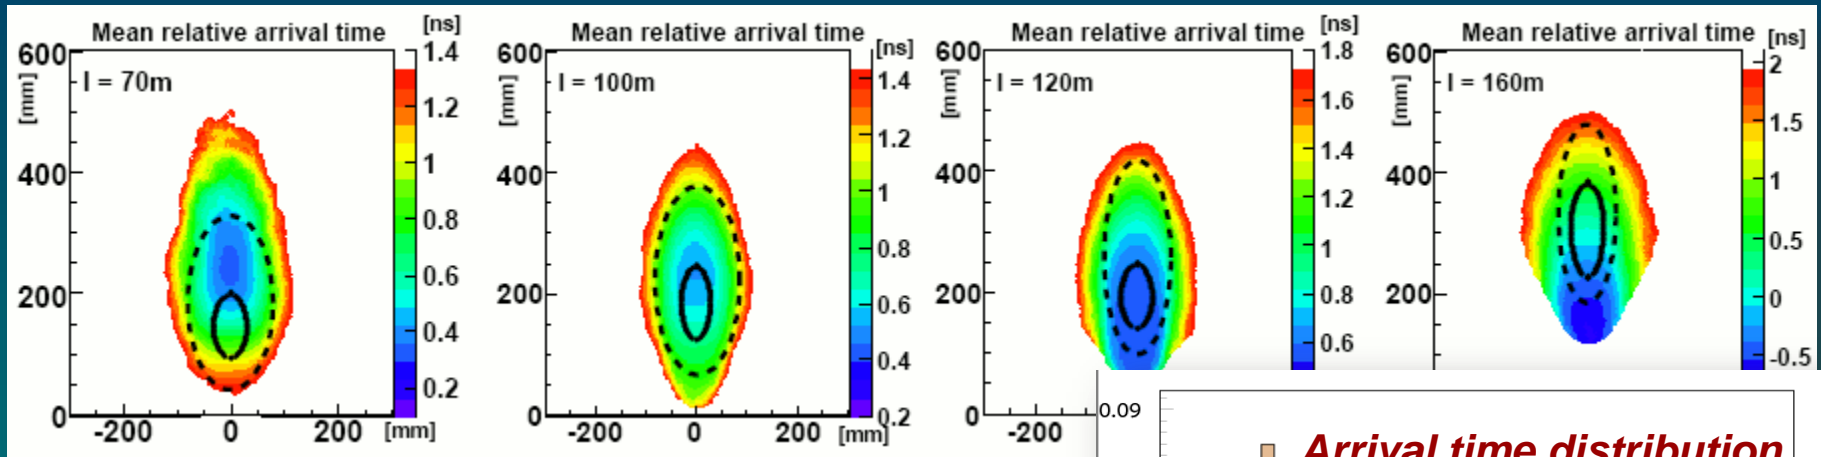 Mean relative arrival time [ns]
600
400
200
0
[mm]
l = 70m
-200 0 200 [mm]
1.4
1.2
1
0.8
0.6
0.4
0.2
Mean relative arrival time [ns]
600
400
200
0
[mm]
l = 100m
-200 0 200 [mm]
1.4
1.2
1
0.8
0.6
0.4
0.2
Mean relative arrival time [ns]
600
400
200
0
[mm]
l = 120m
-200
1.8
1.6
1.4
1.2
1
0.8
0.6
Mean relative arrival time [ns]
600
400
200
[mm]
l = 160m
2
1.5
1
0.5
0
-0.5
0.09
Arrival time distribution